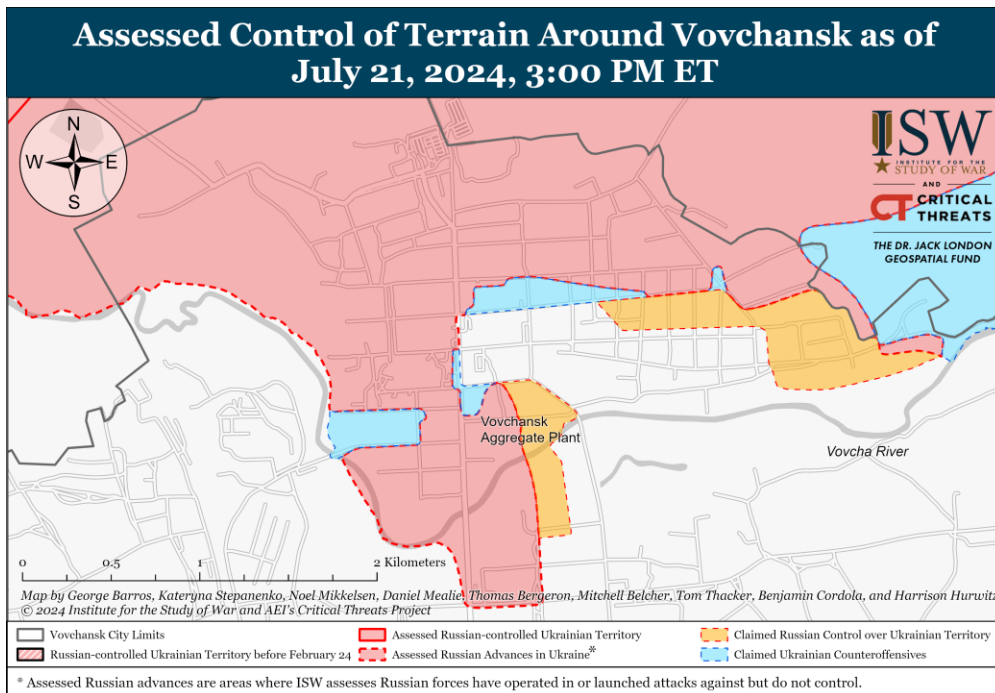 Assessed Control of Terrain Around Vovchansk as of
July 21, 2024, 3:00 PM ET
N
W E
S
ISW
INSTITUTE FOR THE
STUDY OF WAR
AND
CT CRITICAL
THREATS
THE DR. JACK LONDON
GEOSPATIAL FUND
Vovchansk
Aggregate Plant
Vovcha River
0 0.5 1 2 Kilometers
Map by George Barros, Kateryna Stepanenko, Noel Mikkelsen, Daniel Mealie, Thomas Bergeron, Mitchell Belcher, Tom Thacker, Benjamin Cordola, and Harrison Hurwitz
© 2024 Institute for the Study of War and AEI's Critical Threats Project
Vovchansk City Limits
Assessed Russian-controlled Ukrainian Territory
Claimed Russian Control over Ukrainian Territory
Russian-controlled Ukrainian Territory before February 24
Assessed Russian Advances in Ukraine*
Claimed Ukrainian Counteroffensives
* Assessed Russian advances are areas where ISW assesses Russian forces have operated in or launched attacks against but do not control.